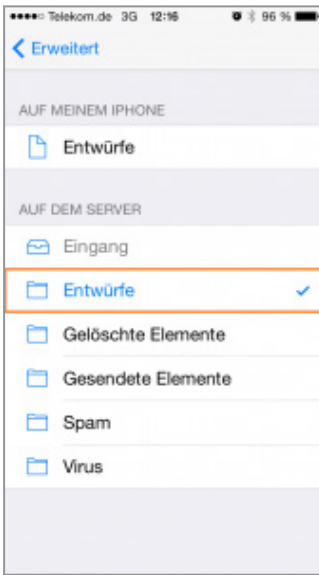 Telekom.de 3G 12:16 96 %
Erweitert
AUF MEINEM IPHONE
Entwürfe
AUF DEM SERVER
Eingang
Entwürfe
Gelöschte Elemente
Gesendete Elemente
Spam
Virus